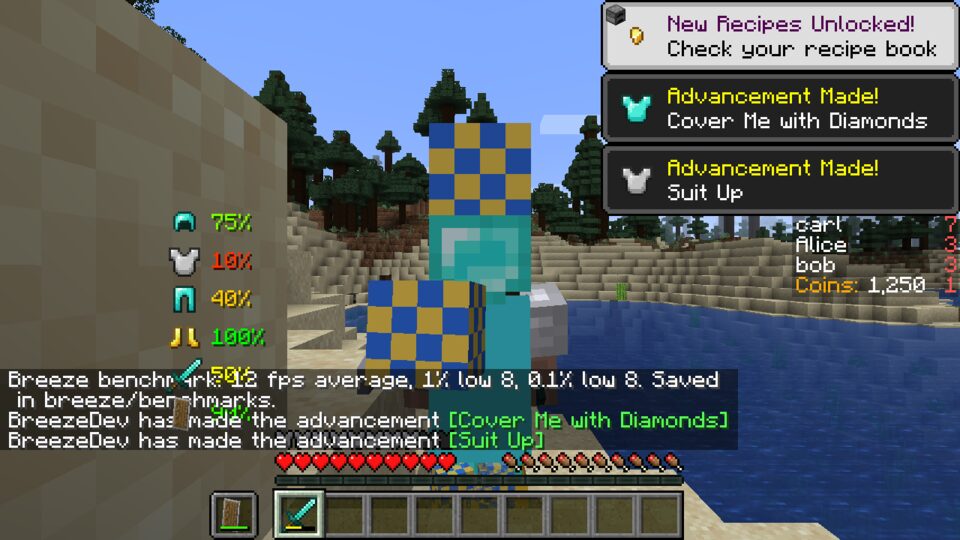 New Recipes Unlocked!
Check your recipe book
Advancement Made!
Cover Me with Diamonds
Advancement Made!
Suit Up
carl 7
Alice 3
bob 3
Coins: 1,250 1
75%
10%
40%
100%
50%
Breeze benchmark: 12 fps average, 1% low 8, 0.1% low 8. Saved
in breeze/benchmarks.
BreezeDev has made the advancement [Cover Me with Diamonds]
BreezeDev has made the advancement [Suit Up]